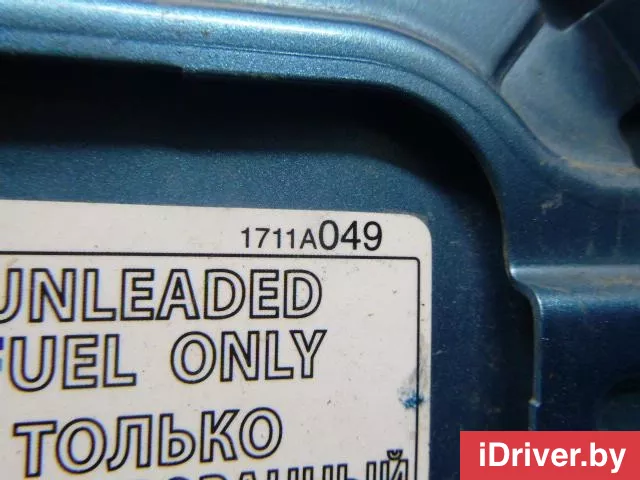 1711A049
UNLEADED
FUEL ONLY
ТОЛЬКО
iDriver.by